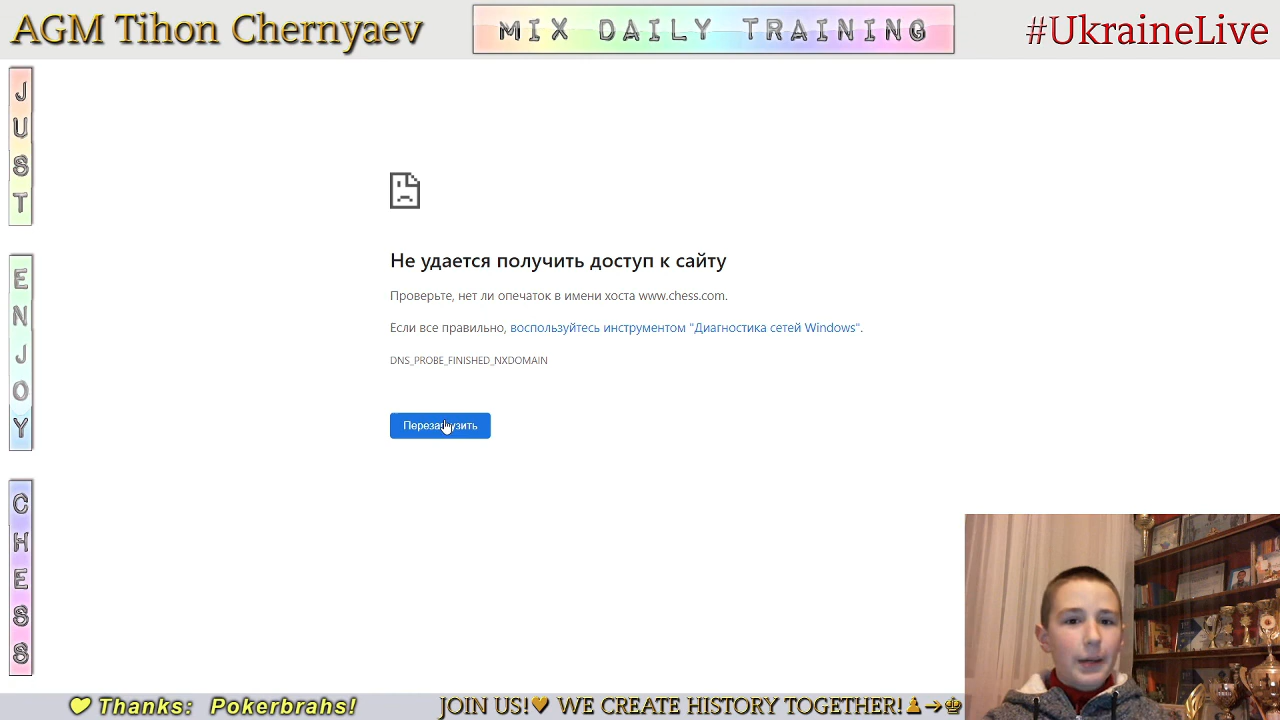 AGM Tihon Chernyaev
MIX DAILY TRAINING
#UkraineLive
JUST
ENJOY
CHESS
Не удается получить доступ к сайту
Проверьте, нет ли опечаток в имени хоста www.chess.com.
Если все правильно, воспользуйтесь инструментом "Диагностика сетей Windows".
DNS_PROBE_FINISHED_NXDOMAIN
Перезагрузить
Thanks: Pokerbrahs!
JOIN US!♥ WE CREATE HISTORY TOGETHER!♟→♚